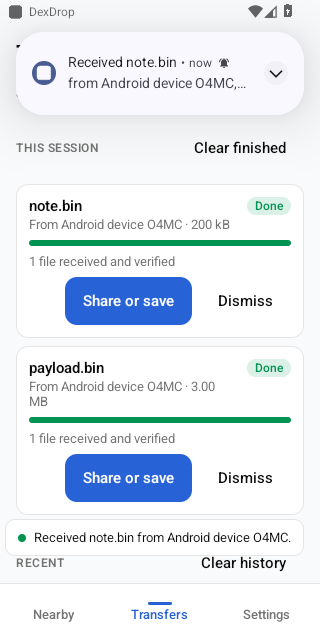 DexDrop
Received note.bin • now
from Android device O4MC,...
THIS SESSION
Clear finished
note.bin
Done
From Android device O4MC · 200 kB
1 file received and verified
Share or save
Dismiss
payload.bin
Done
From Android device O4MC · 3.00
MB
1 file received and verified
Share or save
Dismiss
Received note.bin from Android device O4MC.
RECENT
Clear history
Nearby
Transfers
Settings